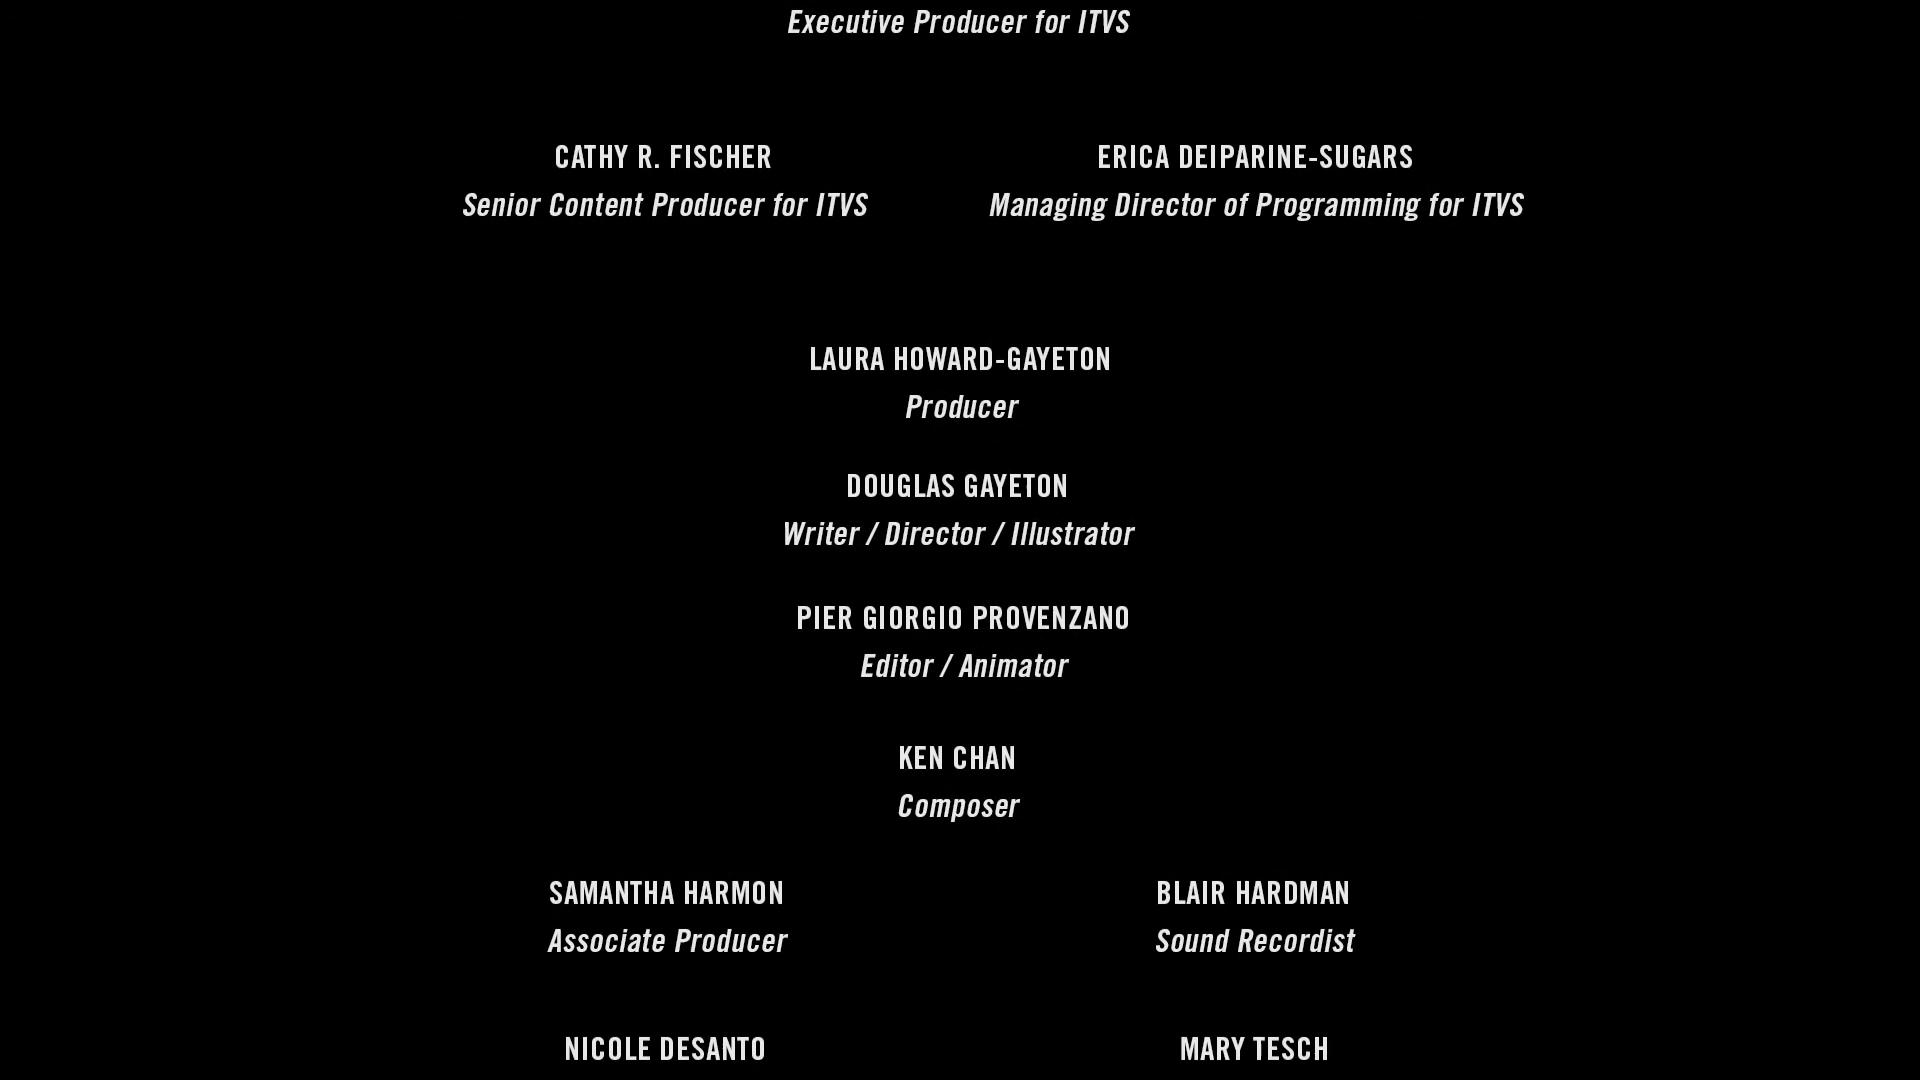 Executive Producer for ITVS
CATHY R. FISCHER
Senior Content Producer for ITVS
ERICA DEIPARINE-SUGARS
Managing Director of Programming for ITVS
LAURA HOWARD-GAYETON
Producer
DOUGLAS GAYETON
Writer / Director / Illustrator
PIER GIORGIO PROVENZANO
Editor / Animator
KEN CHAN
Composer
SAMANTHA HARMON
Associate Producer
BLAIR HARDMAN
Sound Recordist
NICOLE DESANTO
MARY TESCH